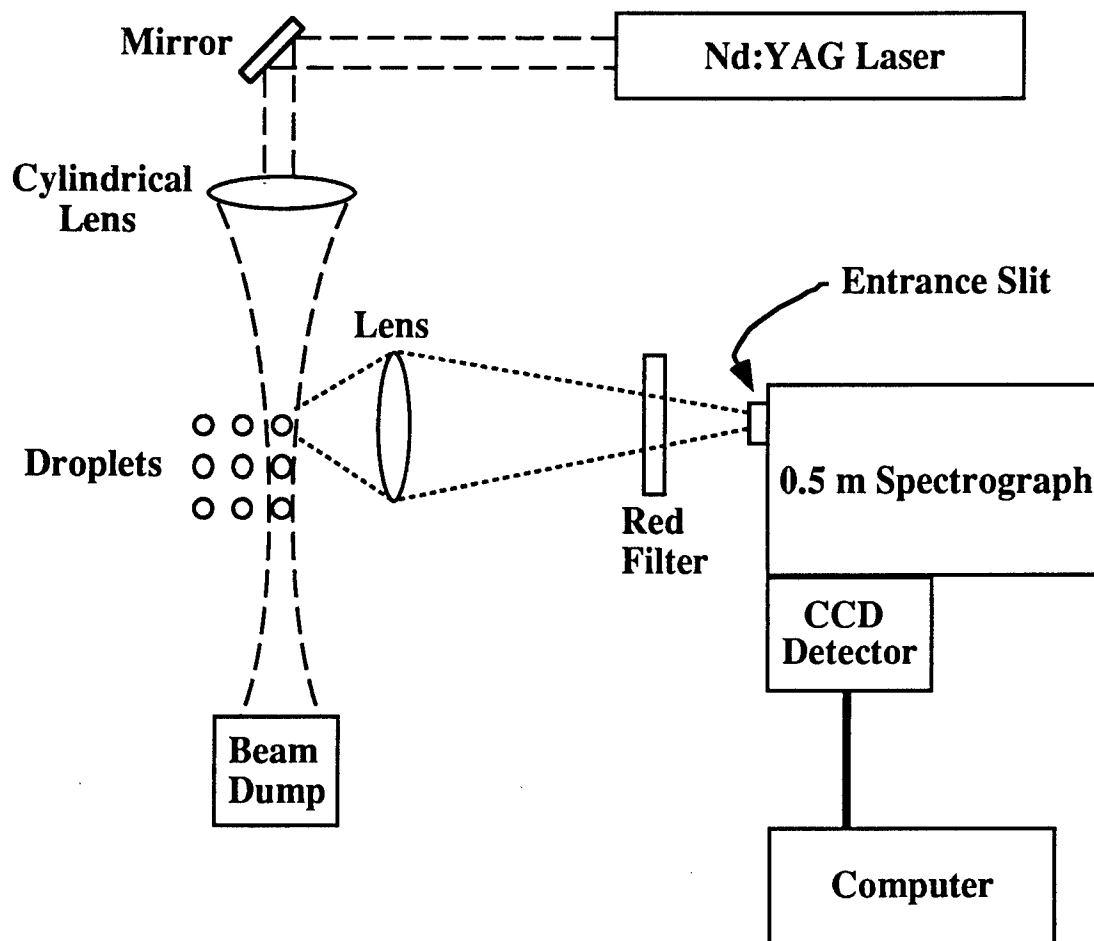 Mirror
Nd:YAG Laser
Cylindrical
Lens
Entrance Slit
Lens
Droplets
0.5 m Spectrograph
Red
Filter
CCD
Detector
Beam
Dump
Computer